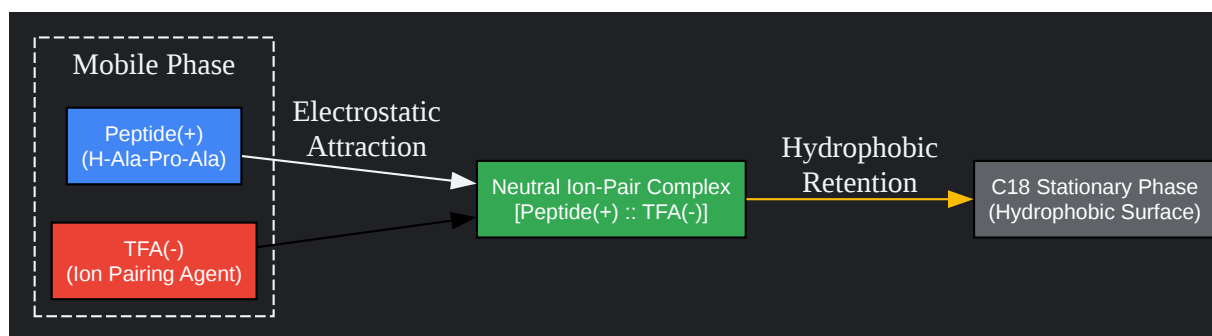 Mobile Phase
Peptide(+)
(H-Ala-Pro-Ala)
TFA(-)
(Ion Pairing Agent)
Electrostatic
Attraction
Neutral Ion-Pair Complex
[Peptide(+) :: TFA(-)]
Hydrophobic
Retention
C18 Stationary Phase
(Hydrophobic Surface)